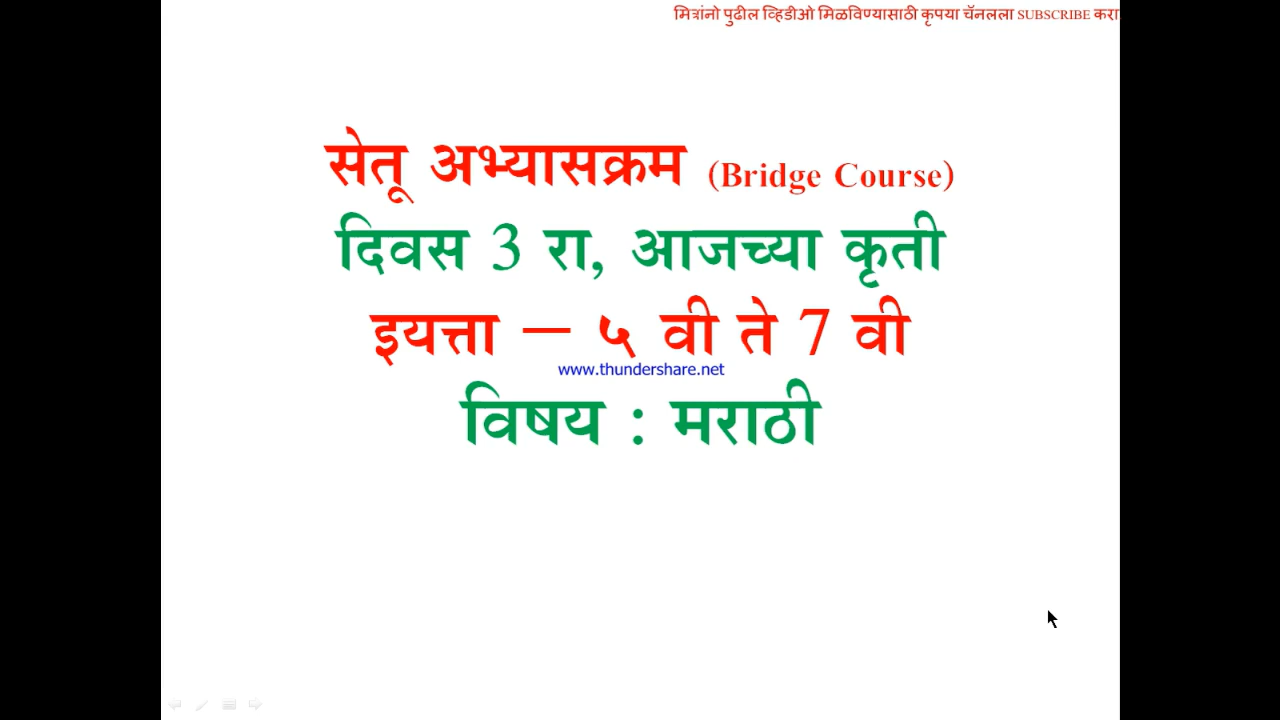 मित्रांनो पुढील व्हिडीओ मिळविण्यासाठी कृपया चॅनलला SUBSCRIBE करा
सेतू अभ्यासक्रम (Bridge Course)
दिवस 3 रा, आजच्या कृती
इयत्ता – ५ वी ते 7 वी
www.thundershare.net
विषय : मराठी